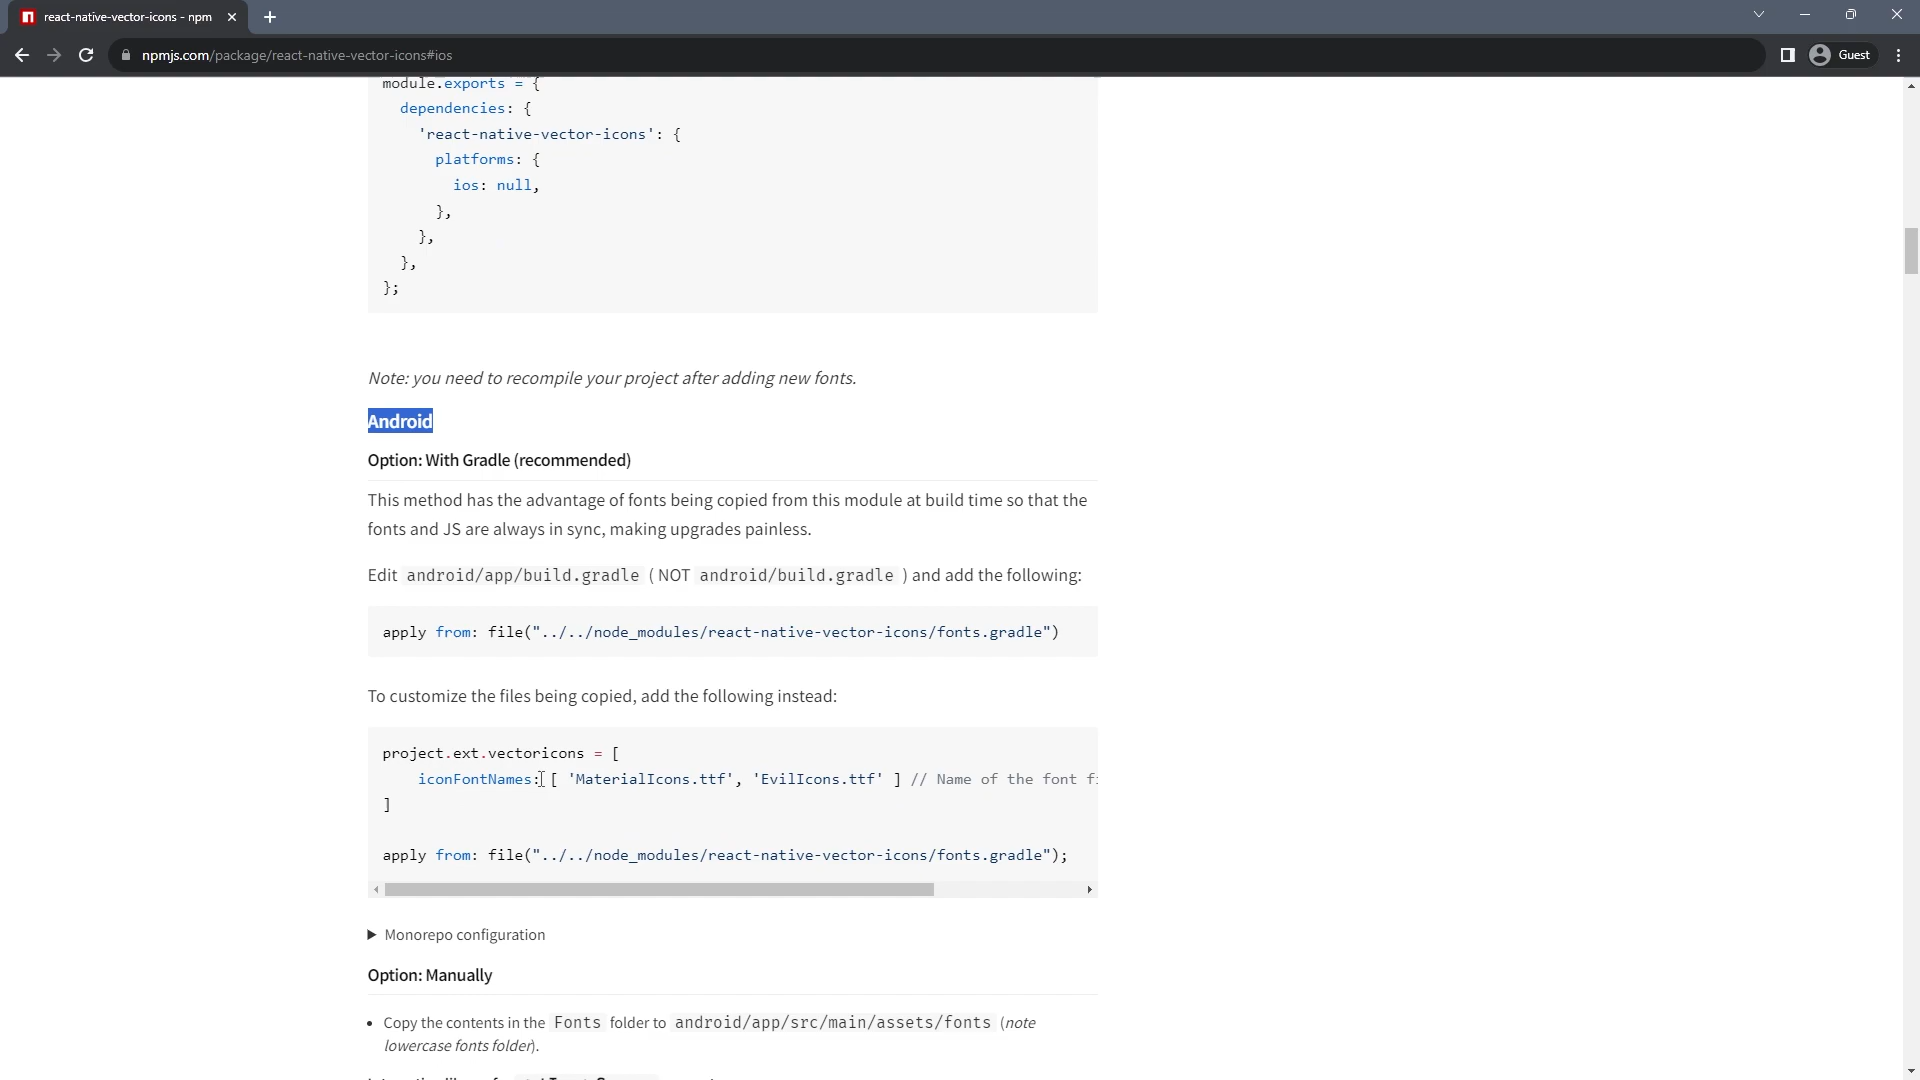 react-native-vector-icons - npm
npmjs.com/package/react-native-vector-icons#ios
Guest
module.exports = {
dependencies: {
'react-native-vector-icons': {
platforms: {
ios: null,
},
},
},
};
Note: you need to recompile your project after adding new fonts.
Android
Option: With Gradle (recommended)
This method has the advantage of fonts being copied from this module at build time so that the
fonts and JS are always in sync, making upgrades painless.
Edit android/app/build.gradle ( NOT android/build.gradle ) and add the following:
apply from: file("../../node_modules/react-native-vector-icons/fonts.gradle")
To customize the files being copied, add the following instead:
project.ext.vectoricons = [
iconFontNames: [ 'MaterialIcons.ttf', 'EvilIcons.ttf' ] // Name of the font
]
apply from: file("../../node_modules/react-native-vector-icons/fonts.gradle");
Monorepo configuration
Option: Manually
• Copy the contents in the Fonts folder to android/app/src/main/assets/fonts (note
lowercase fonts folder).